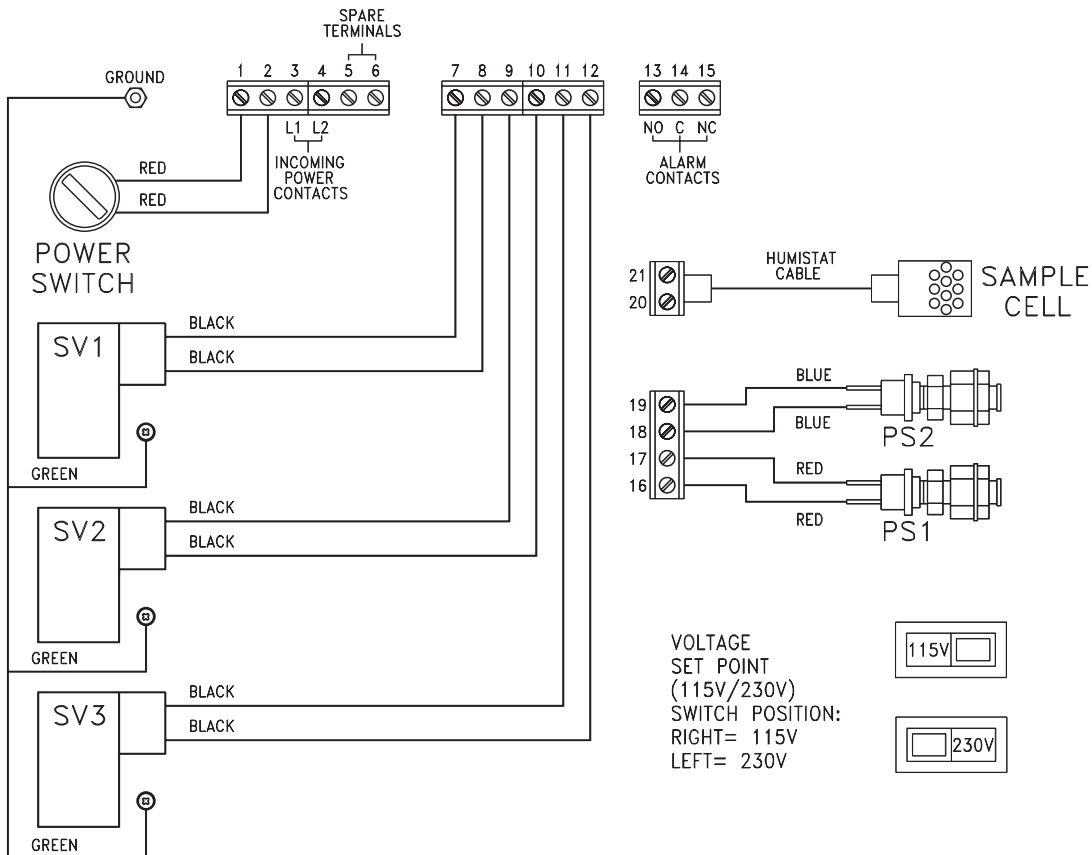 SPARE
TERMINALS
GROUND
1 2 3 4 5 6
7 8 9 10 11 12
13 14 15
L1 L2
INCOMING
POWER
CONTACTS
NO C NC
ALARM
CONTACTS
RED
RED
POWER
SWITCH
21
20
HUMISTAT
CABLE
SAMPLE
CELL
SV1
BLACK
BLACK
GREEN
19
18
17
16
BLUE
BLUE
PS2
RED
RED
PS1
SV2
BLACK
BLACK
GREEN
SV3
BLACK
BLACK
GREEN
VOLTAGE
SET POINT
(115V/230V)
SWITCH POSITION:
RIGHT= 115V
LEFT= 230V
115V
230V